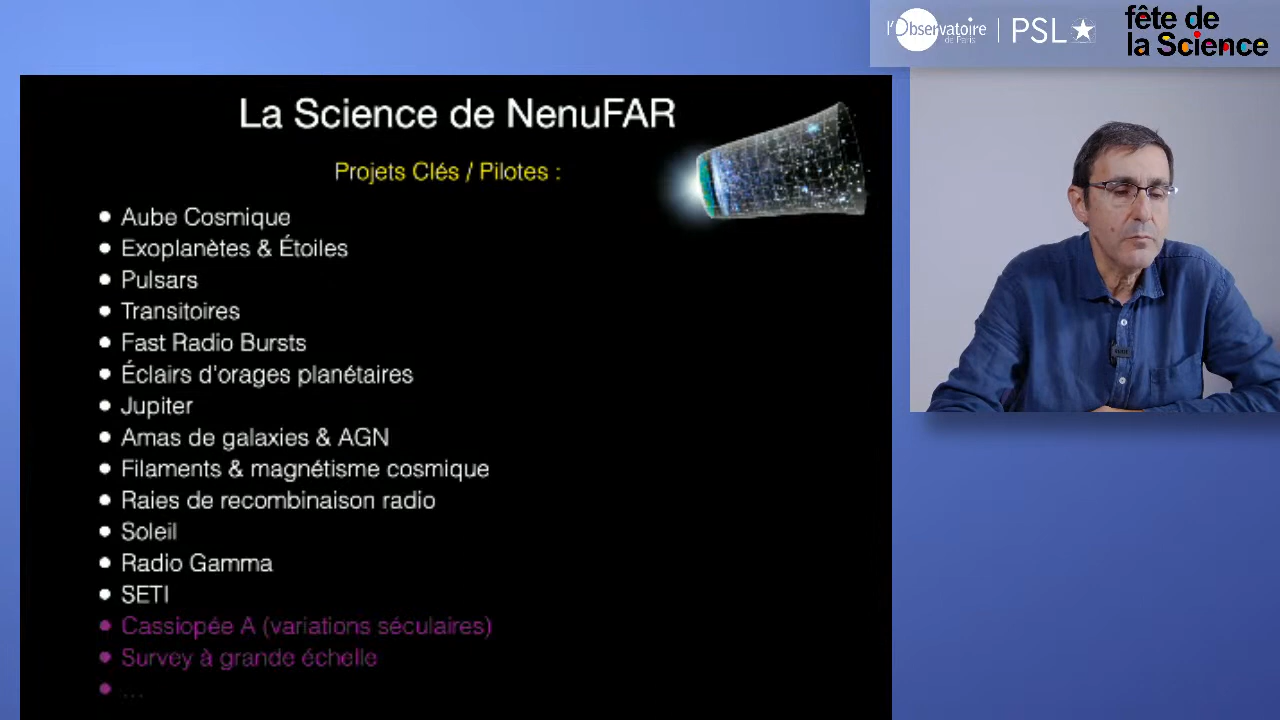 l'Observatoire
de Paris
PSL
fête de
la Science
La Science de NenuFAR
Projets Clés / Pilotes :
• Aube Cosmique
• Exoplanètes & Étoiles
• Pulsars
• Transitoires
• Fast Radio Bursts
• Éclairs d'orages planétaires
• Jupiter
• Amas de galaxies & AGN
• Filaments & magnétisme cosmique
• Raies de recombinaison radio
• Soleil
• Radio Gamma
• SETI
• Cassiopée A (variations séculaires)
• Survey à grande échelle
• ...